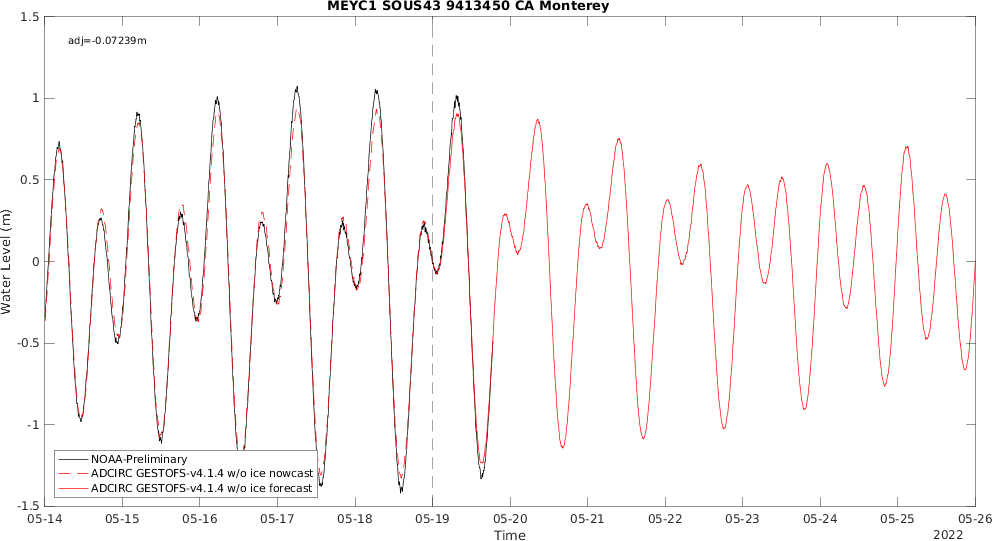 MEYC1 SOUS43 9413450 CA Monterey
adj=-0.07239m
1.5
1
0.5
0
-0.5
-1
-1.5
Water Level (m)
NOAA-Preliminary
ADCIRC GESTOFS-v4.1.4 w/o ice nowcast
ADCIRC GESTOFS-v4.1.4 w/o ice forecast
05-14 05-15 05-16 05-17 05-18 05-19 05-20 05-21 05-22 05-23 05-24 05-25 05-26
Time
2022